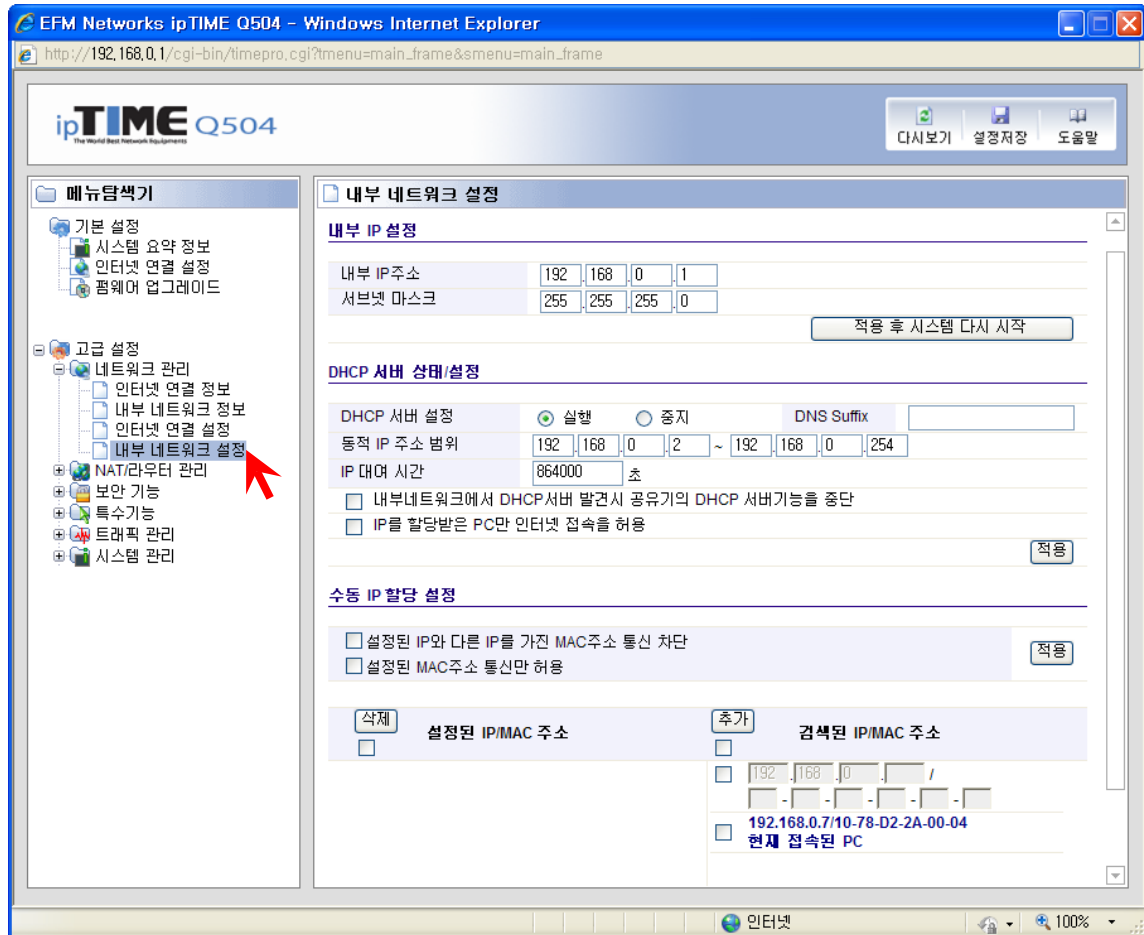 EFM Networks ipTIME Q504 - Windows Internet Explorer
http://192.168.0.1/cgi-bin/timepro.cgi?tmenu=main_frame&smenu=main_frame
ipTIME Q504
The World Best Network Equipments
다시보기 설정저장 도움말
메뉴탐색기
기본 설정
시스템 요약 정보
인터넷 연결 설정
펌웨어 업그레이드
고급 설정
네트워크 관리
인터넷 연결 정보
내부 네트워크 정보
인터넷 연결 설정
내부 네트워크 설정
NAT/라우터 관리
보안 기능
특수기능
트래픽 관리
시스템 관리
내부 네트워크 설정
내부 IP 설정
내부 IP주소 192 .168 .0 .1
서브넷 마스크 255 .255 .255 .0
적용 후 시스템 다시 시작
DHCP 서버 상태/설정
DHCP 서버 설정 실행 중지 DNS Suffix
동적 IP 주소 범위 192 .168 .0 .2 ~ 192 .168 .0 .254
IP 대여 시간 864000 초
내부네트워크에서 DHCP서버 발견시 공유기의 DHCP 서버기능을 중단
IP를 할당받은 PC만 인터넷 접속을 허용
적용
수동 IP 할당 설정
설정된 IP와 다른 IP를 가진 MAC주소 통신 차단
설정된 MAC주소 통신만 허용
적용
삭제 설정된 IP/MAC 주소 추가 검색된 IP/MAC 주소
192 .168 .0 . /
- - - - -
192.168.0.7/10-78-D2-2A-00-04
현재 접속된 PC
인터넷 100%